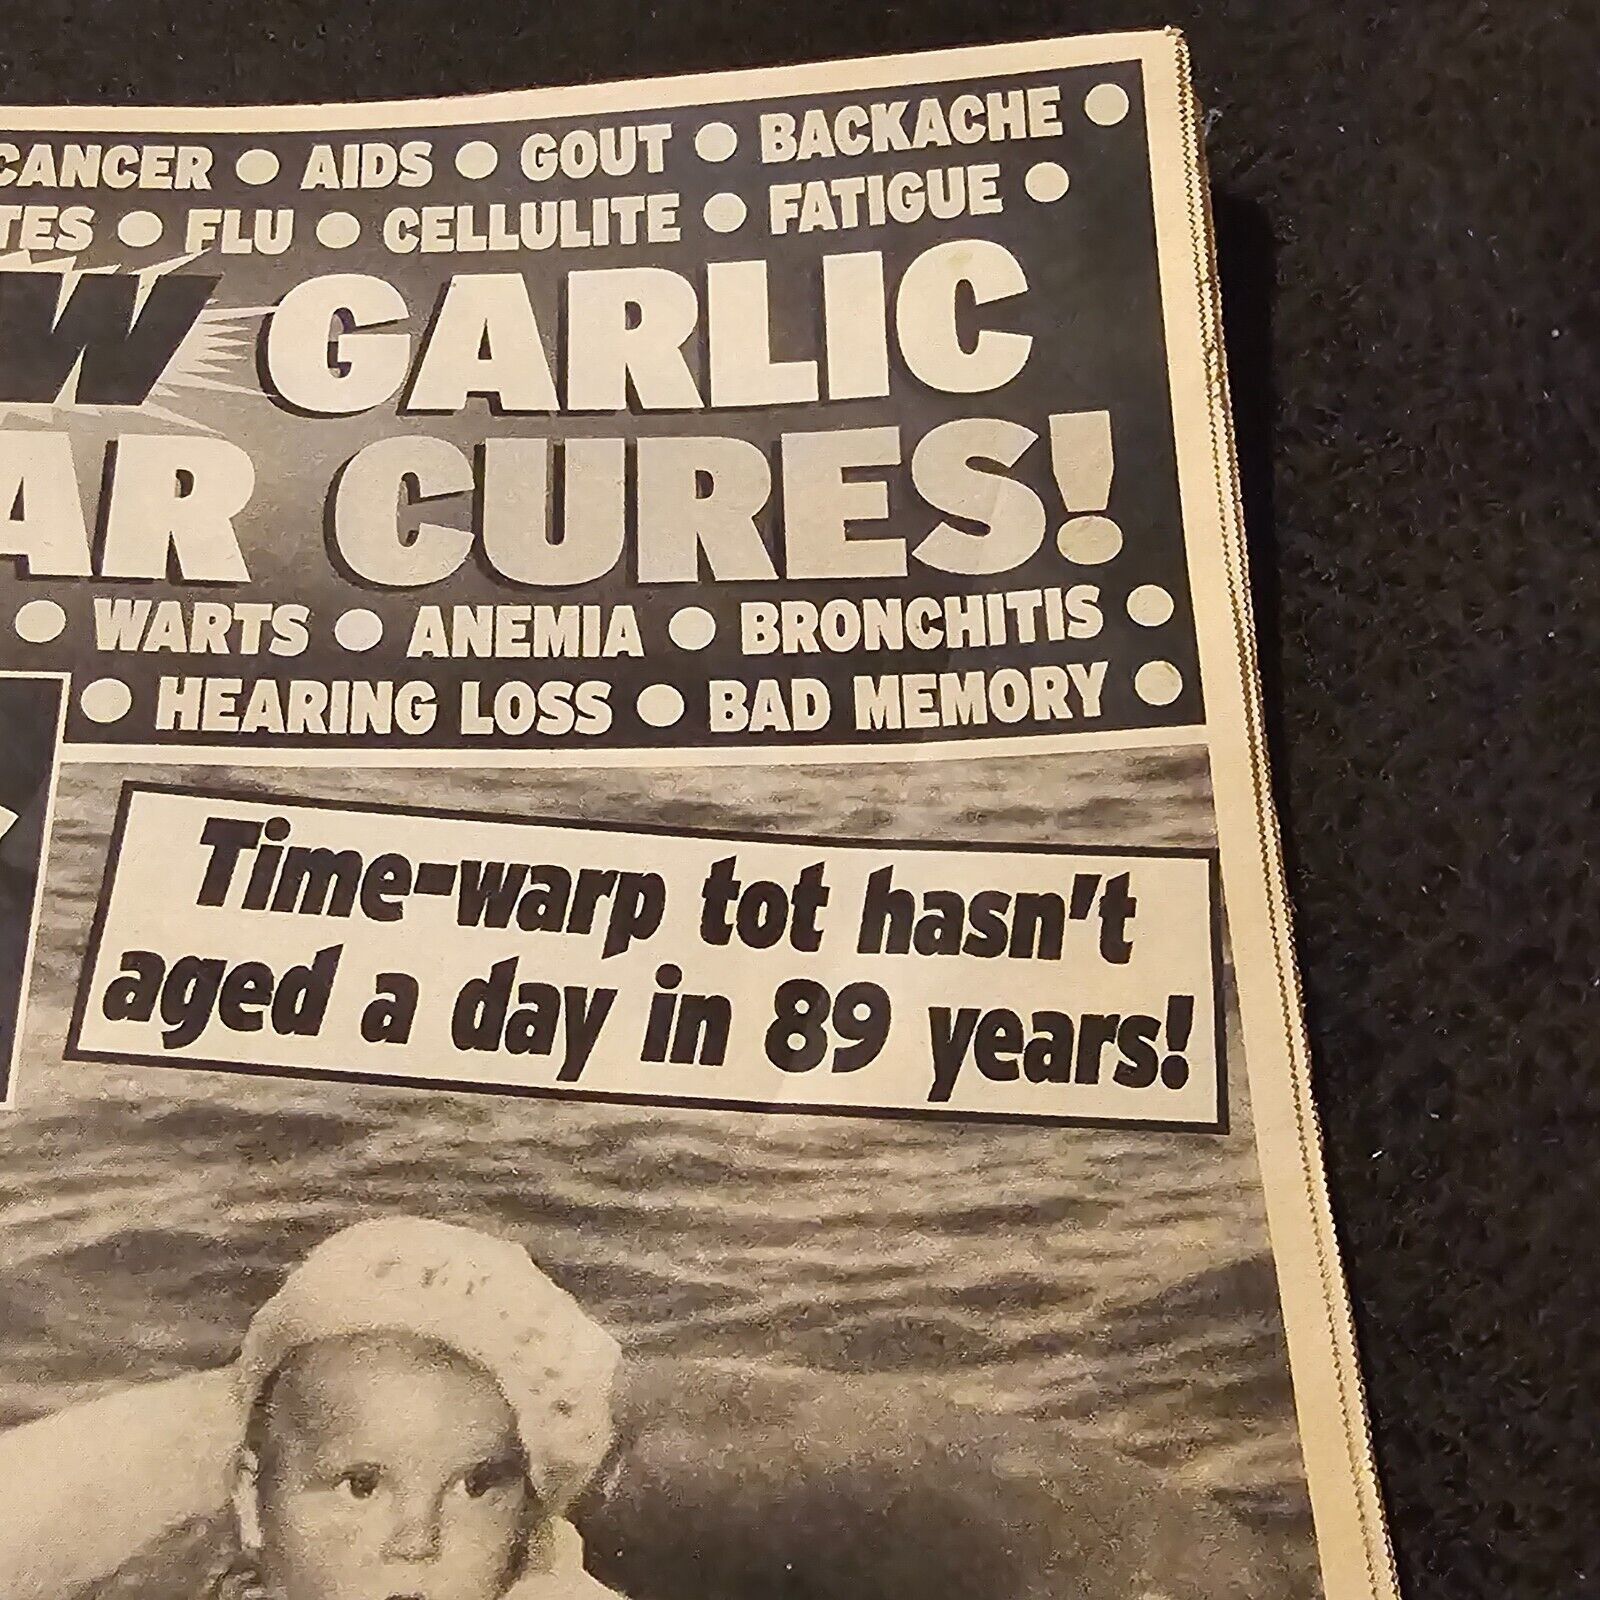 CANCER • AIDS • GOUT • BACKACHE •
TES • FLU • CELLULITE • FATIGUE •
W GARLIC
AR CURES!
• WARTS • ANEMIA • BRONCHITIS •
• HEARING LOSS • BAD MEMORY •
Time-warp tot hasn't
aged a day in 89 years!